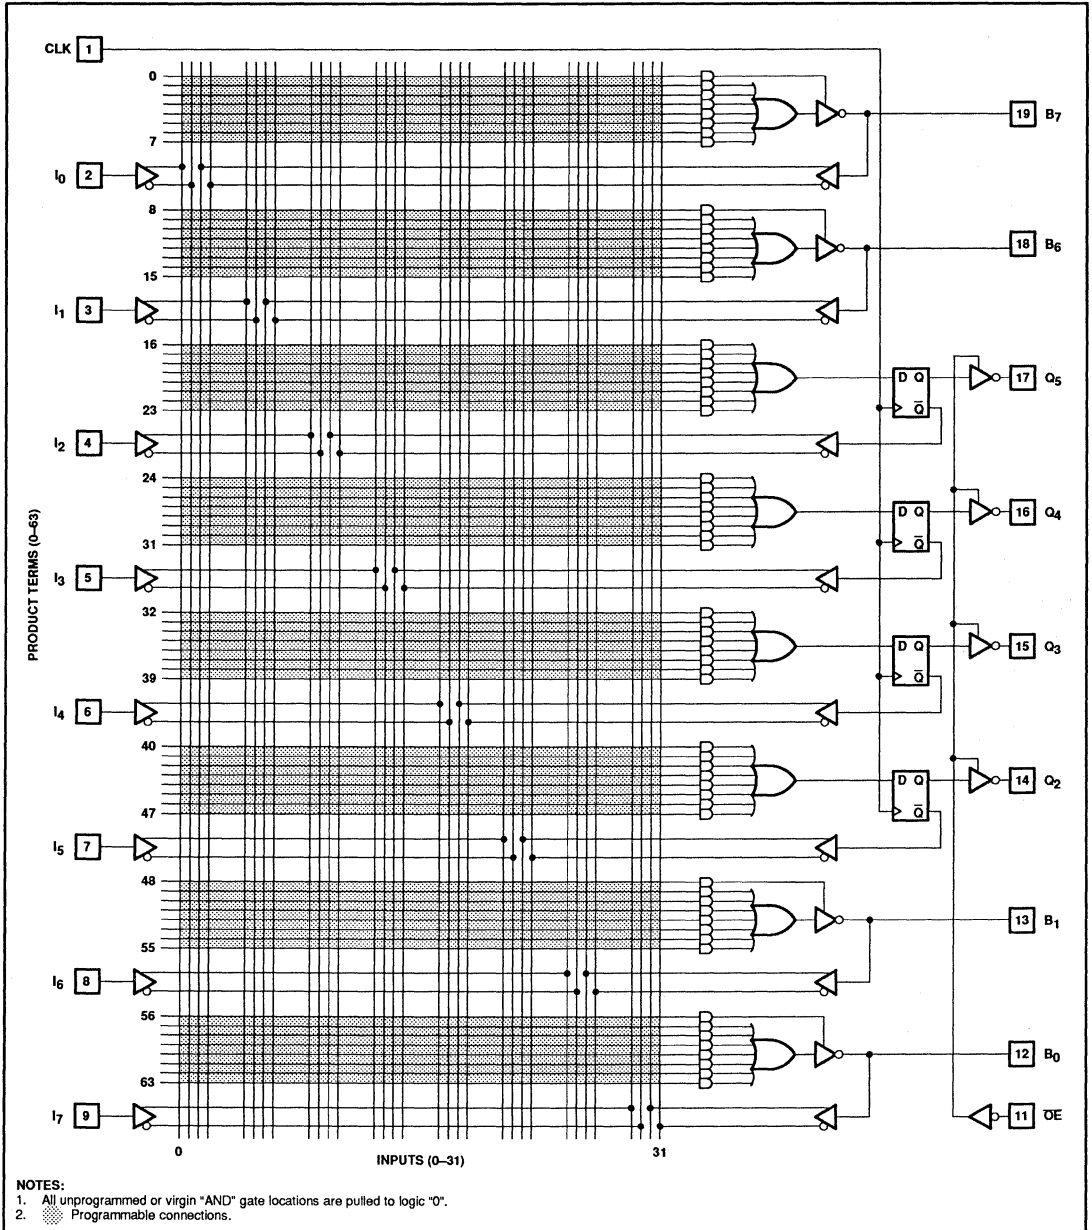 CLK 1
0
7
19 B7
I0 2
8
15
18 B6
I1 3
16
23
D Q
Q̅
17 Q5
I2 4
24
31
D Q
Q̅
16 Q4
I3 5
PRODUCT TERMS (0–63)
32
39
D Q
Q̅
15 Q3
I4 6
40
47
D Q
Q̅
14 Q2
I5 7
48
55
13 B1
I6 8
56
63
12 B0
I7 9
11 O̅E̅
0
INPUTS (0–31)
31
NOTES:
1. All unprogrammed or virgin "AND" gate locations are pulled to logic "0".
2. Programmable connections.